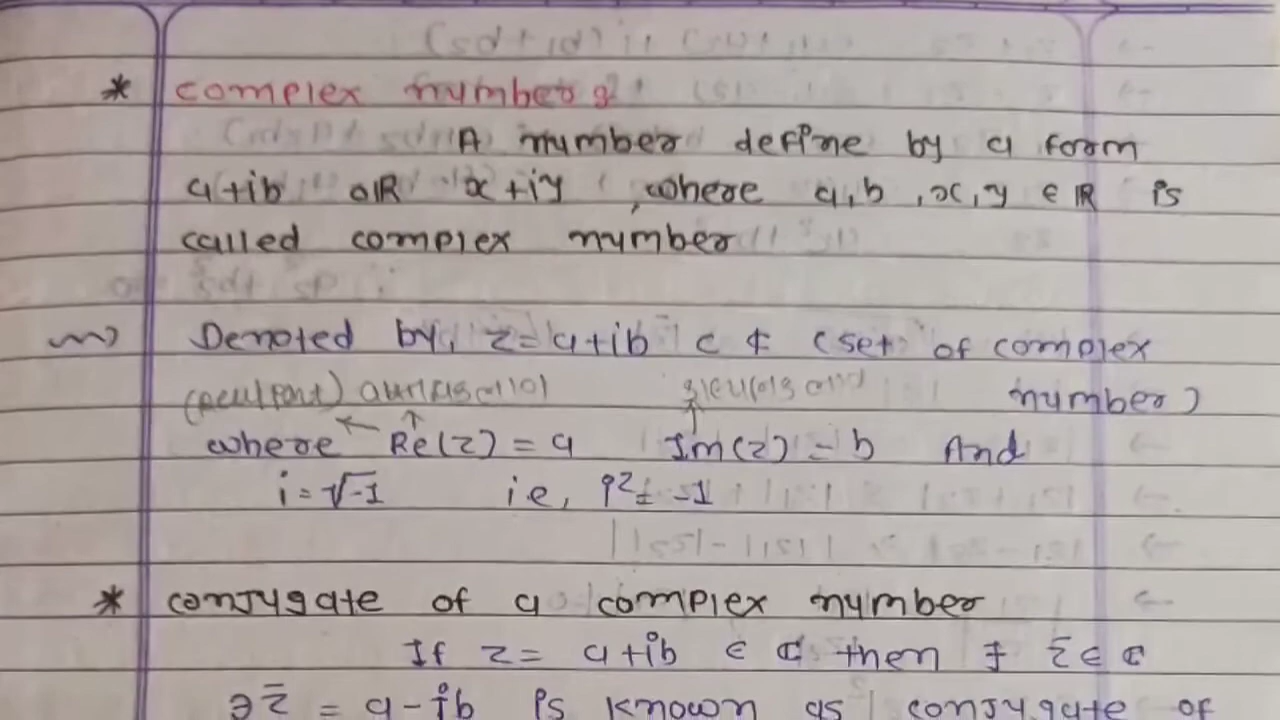 * complex number :
A number define by a form
a+ib OR x+iy , where a,b ,x,y ∈ ℝ is
called complex number
⇝ Denoted by, z=a+ib ∈ ℂ (set of complex
number)
(Real part)
where Re(z) = a Im(z) = b And
i = √-1 ie, i² = -1
* conjugate of a complex number
If z = a+ib ∈ ℂ then ∃ z̄ ∈ ℂ
∋ z̄ = a-ib is known as conjugate of